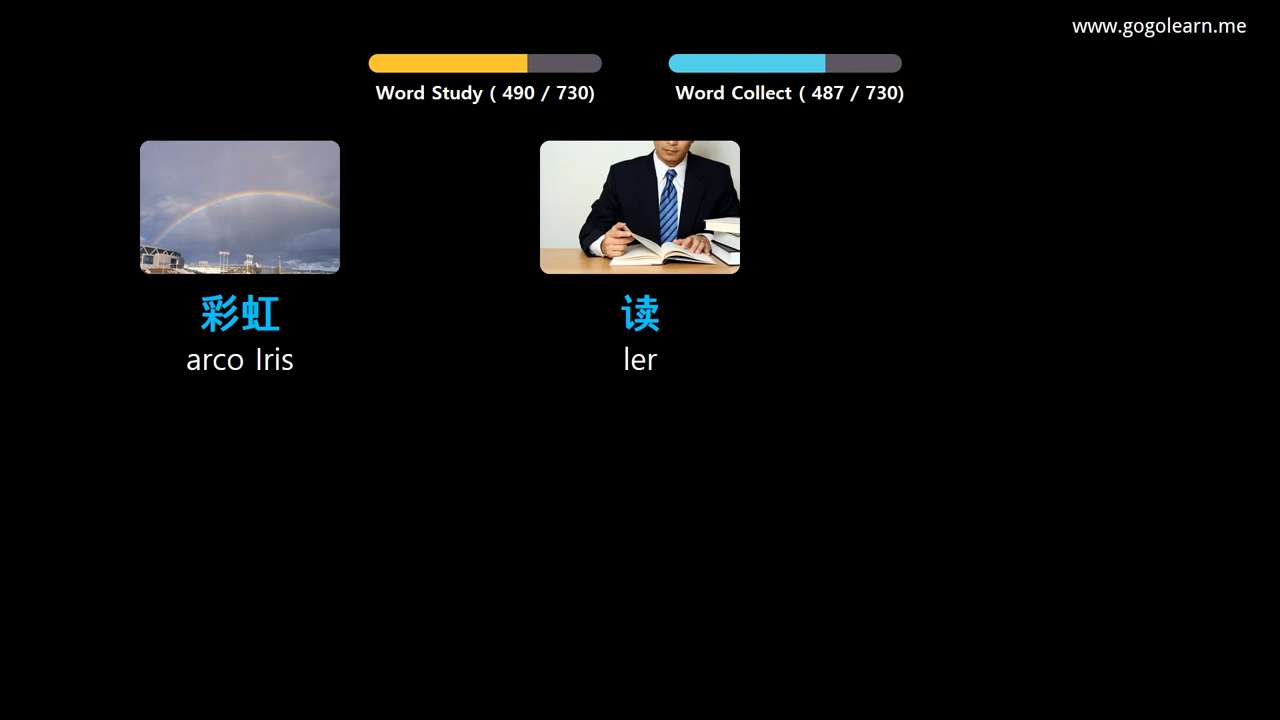 www.gogolearn.me
Word Study ( 490 / 730)
Word Collect ( 487 / 730)
彩虹
arco Iris
读
ler